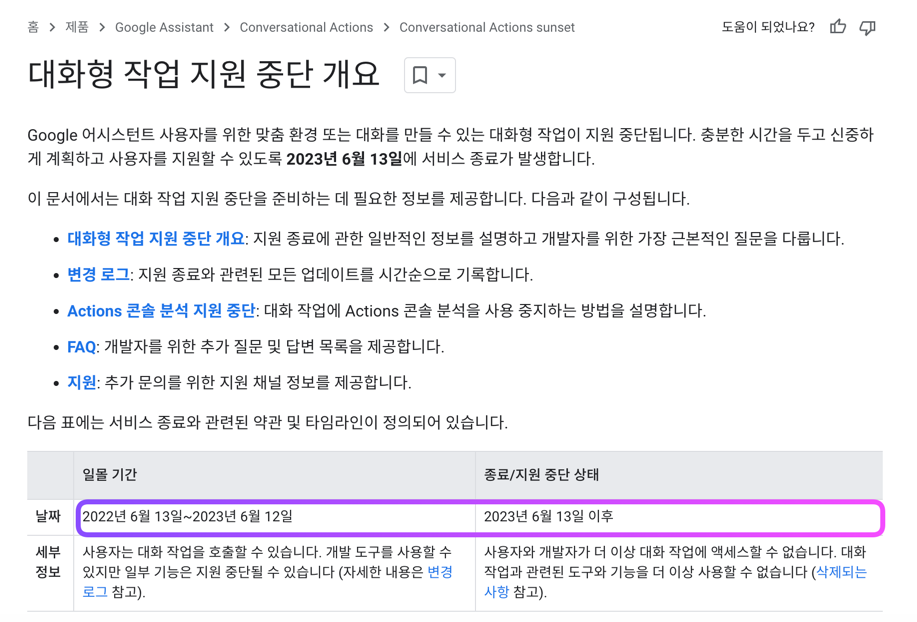 홈 > 제품 > Google Assistant > Conversational Actions > Conversational Actions sunset
도움이 되었나요?
대화형 작업 지원 중단 개요
Google 어시스턴트 사용자를 위한 맞춤 환경 또는 대화를 만들 수 있는 대화형 작업이 지원 중단됩니다. 충분한 시간을 두고 신중하
게 계획하고 사용자를 지원할 수 있도록 2023년 6월 13일에 서비스 종료가 발생합니다.
이 문서에서는 대화 작업 지원 중단을 준비하는 데 필요한 정보를 제공합니다. 다음과 같이 구성됩니다.
• 대화형 작업 지원 중단 개요: 지원 종료에 관한 일반적인 정보를 설명하고 개발자를 위한 가장 근본적인 질문을 다룹니다.
• 변경 로그: 지원 종료와 관련된 모든 업데이트를 시간순으로 기록합니다.
• Actions 콘솔 분석 지원 중단: 대화 작업에 Actions 콘솔 분석을 사용 중지하는 방법을 설명합니다.
• FAQ: 개발자를 위한 추가 질문 및 답변 목록을 제공합니다.
• 지원: 추가 문의를 위한 지원 채널 정보를 제공합니다.
다음 표에는 서비스 종료와 관련된 약관 및 타임라인이 정의되어 있습니다.
일몰 기간
종료/지원 중단 상태
날짜
2022년 6월 13일~2023년 6월 12일
2023년 6월 13일 이후
세부
정보
사용자는 대화 작업을 호출할 수 있습니다. 개발 도구를 사용할 수
있지만 일부 기능은 지원 중단될 수 있습니다 (자세한 내용은 변경
로그 참고).
사용자와 개발자가 더 이상 대화 작업에 액세스할 수 없습니다. 대화
작업과 관련된 도구와 기능을 더 이상 사용할 수 없습니다 (삭제되는
사항 참고).